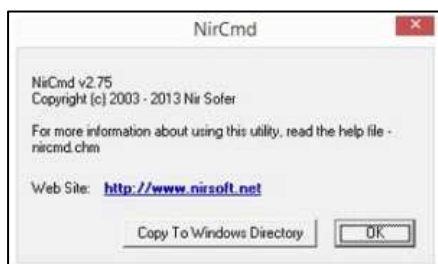 NirCmd
NirCmd v2.75
Copyright (c) 2003 - 2013 Nir Sofer
For more information about using this utility, read the help file -
nircmd.chm
Web Site: http://www.nirsoft.net
Copy To Windows Directory
OK